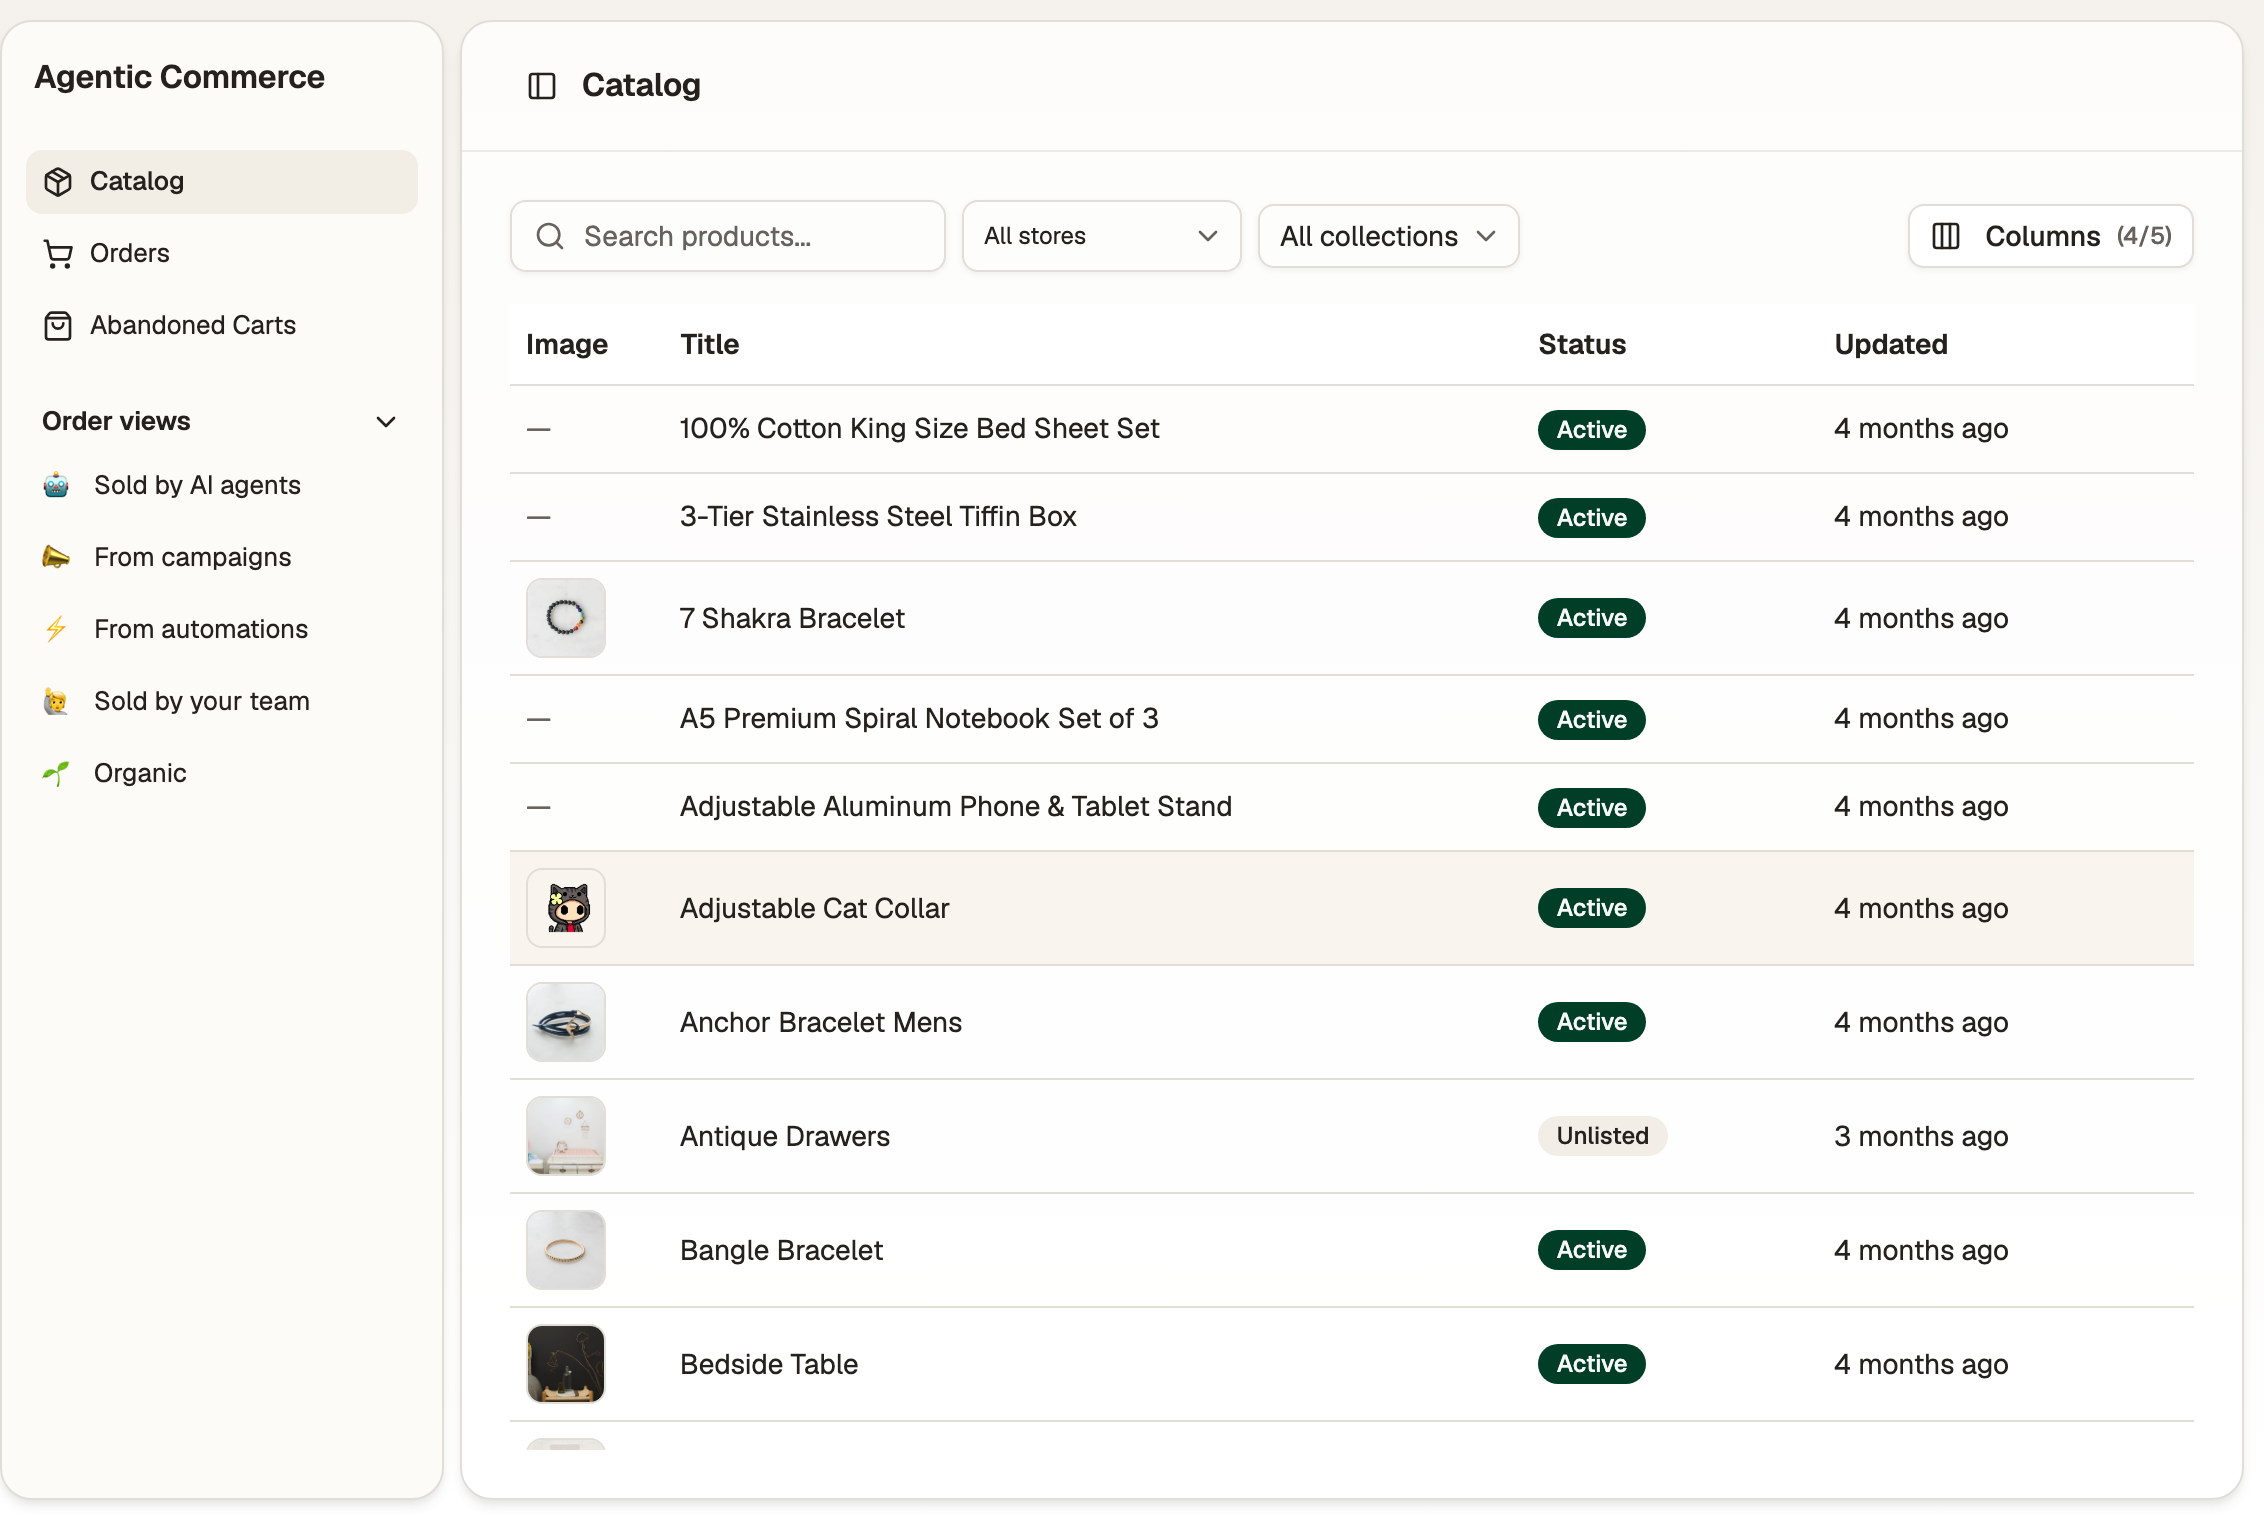 Agentic Commerce
Catalog
Orders
Abandoned Carts
Order views
Sold by AI agents
From campaigns
From automations
Sold by your team
Organic
Catalog
Search products...
All stores
All collections
Columns (4/5)
Image Title Status Updated
— 100% Cotton King Size Bed Sheet Set Active 4 months ago
— 3-Tier Stainless Steel Tiffin Box Active 4 months ago
7 Shakra Bracelet Active 4 months ago
— A5 Premium Spiral Notebook Set of 3 Active 4 months ago
— Adjustable Aluminum Phone & Tablet Stand Active 4 months ago
Adjustable Cat Collar Active 4 months ago
Anchor Bracelet Mens Active 4 months ago
Antique Drawers Unlisted 3 months ago
Bangle Bracelet Active 4 months ago
Bedside Table Active 4 months ago